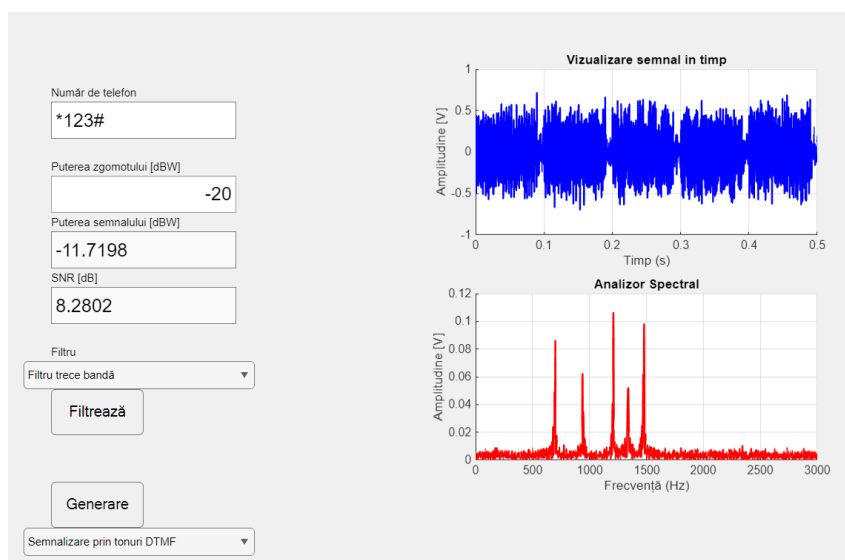 Număr de telefon
*123#
Puterea zgomotului [dBW]
-20
Puterea semnalului [dBW]
-11.7198
SNR [dB]
8.2802
Filtru
Filtru trece bandă
Filtrează
Generare
Semnalizare prin tonuri DTMF
Vizualizare semnal in timp
Amplitudine [V]
1
0.5
0
-0.5
-1
0 0.1 0.2 0.3 0.4 0.5
Timp (s)
Analizor Spectral
Amplitudine [V]
0.12
0.1
0.08
0.06
0.04
0.02
0
0 500 1000 1500 2000 2500 3000
Frecvență (Hz)